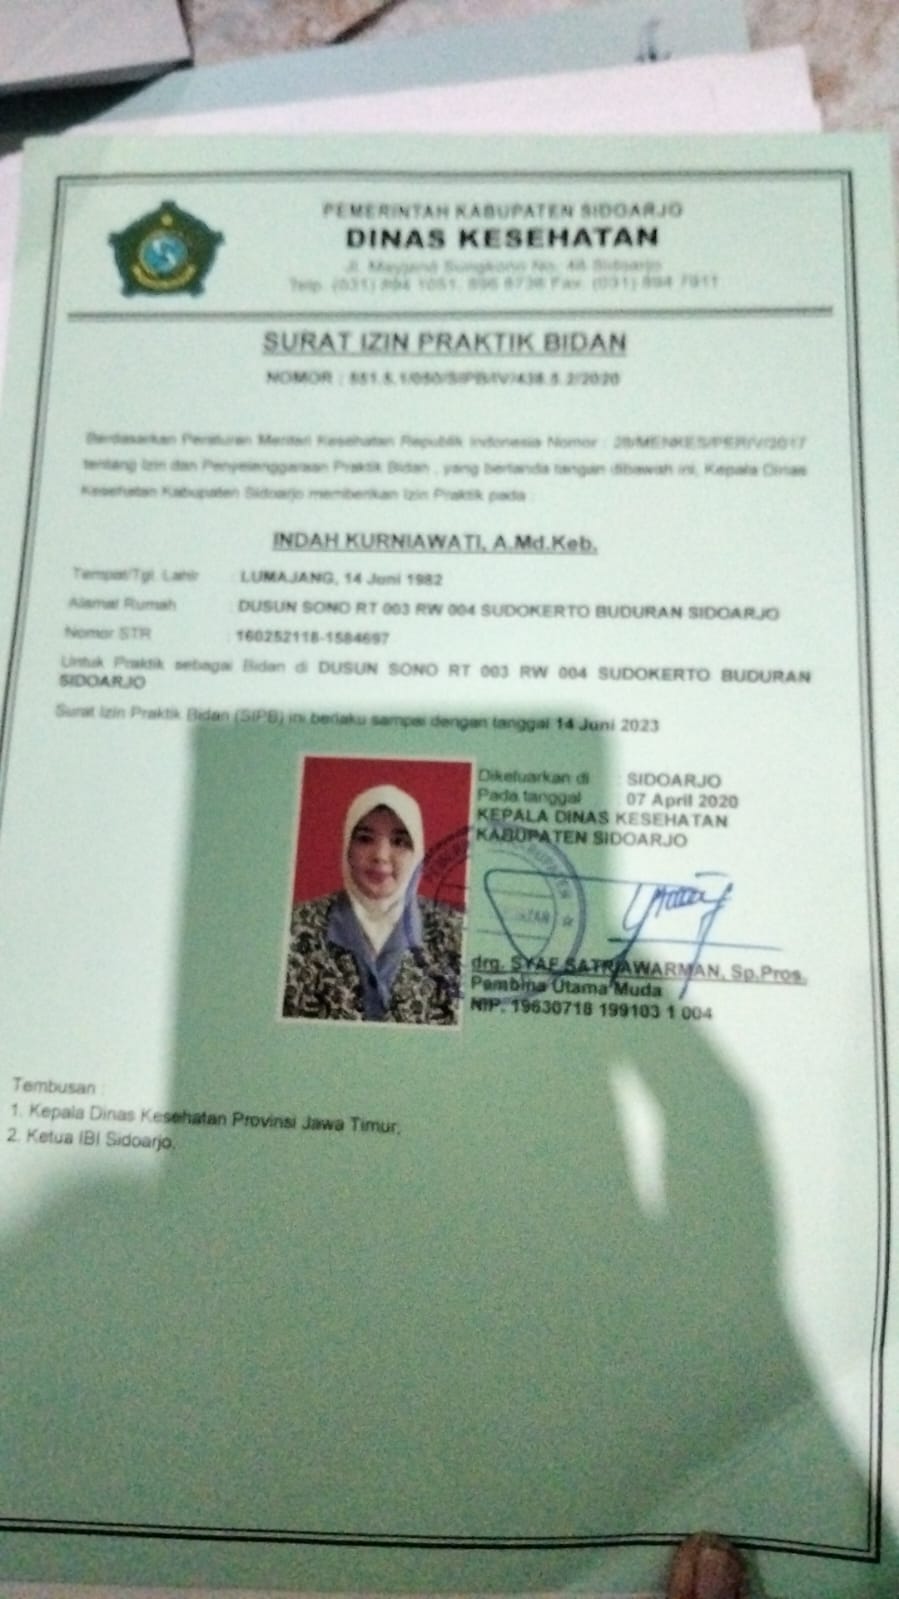 PEMERINTAH KABUPATEN SIDOARJO
DINAS KESEHATAN
Jl. Mayjend Sungkono No. 46 Sidoarjo
Telp. (031) 894 1051, 896 8736 Fax. (031) 894 7911
SURAT IZIN PRAKTIK BIDAN
NOMOR : 551.5.1/050/SIPB/IV/438.5.2/2020
Berdasarkan Peraturan Menteri Kesehatan Republik Indonesia Nomor : 28/MENKES/PER/V/2017
tentang Izin dan Penyelenggaraan Praktik Bidan , yang bertanda tangan dibawah ini, Kepala Dinas
Kesehatan Kabupaten Sidoarjo memberikan Izin Praktik pada :
INDAH KURNIAWATI, A.Md.Keb.
Tempat/Tgl. Lahir : LUMAJANG, 14 Juni 1982
Alamat Rumah : DUSUN SONO RT 003 RW 004 SUDOKERTO BUDURAN SIDOARJO
Nomor STR : 160252118-1584697
Untuk Praktik sebagai Bidan di DUSUN SONO RT 003 RW 004 SUDOKERTO BUDURAN
SIDOARJO
Surat Izin Praktik Bidan (SIPB) ini berlaku sampai dengan tanggal 14 Juni 2023
Dikeluarkan di : SIDOARJO
Pada tanggal : 07 April 2020
KEPALA DINAS KESEHATAN
KABUPATEN SIDOARJO
drg. SYAF SATRIAWARMAN, Sp.Pros.
Pembina Utama Muda
NIP. 19630718 199103 1 004
Tembusan :
1. Kepala Dinas Kesehatan Provinsi Jawa Timur;
2. Ketua IBI Sidoarjo.